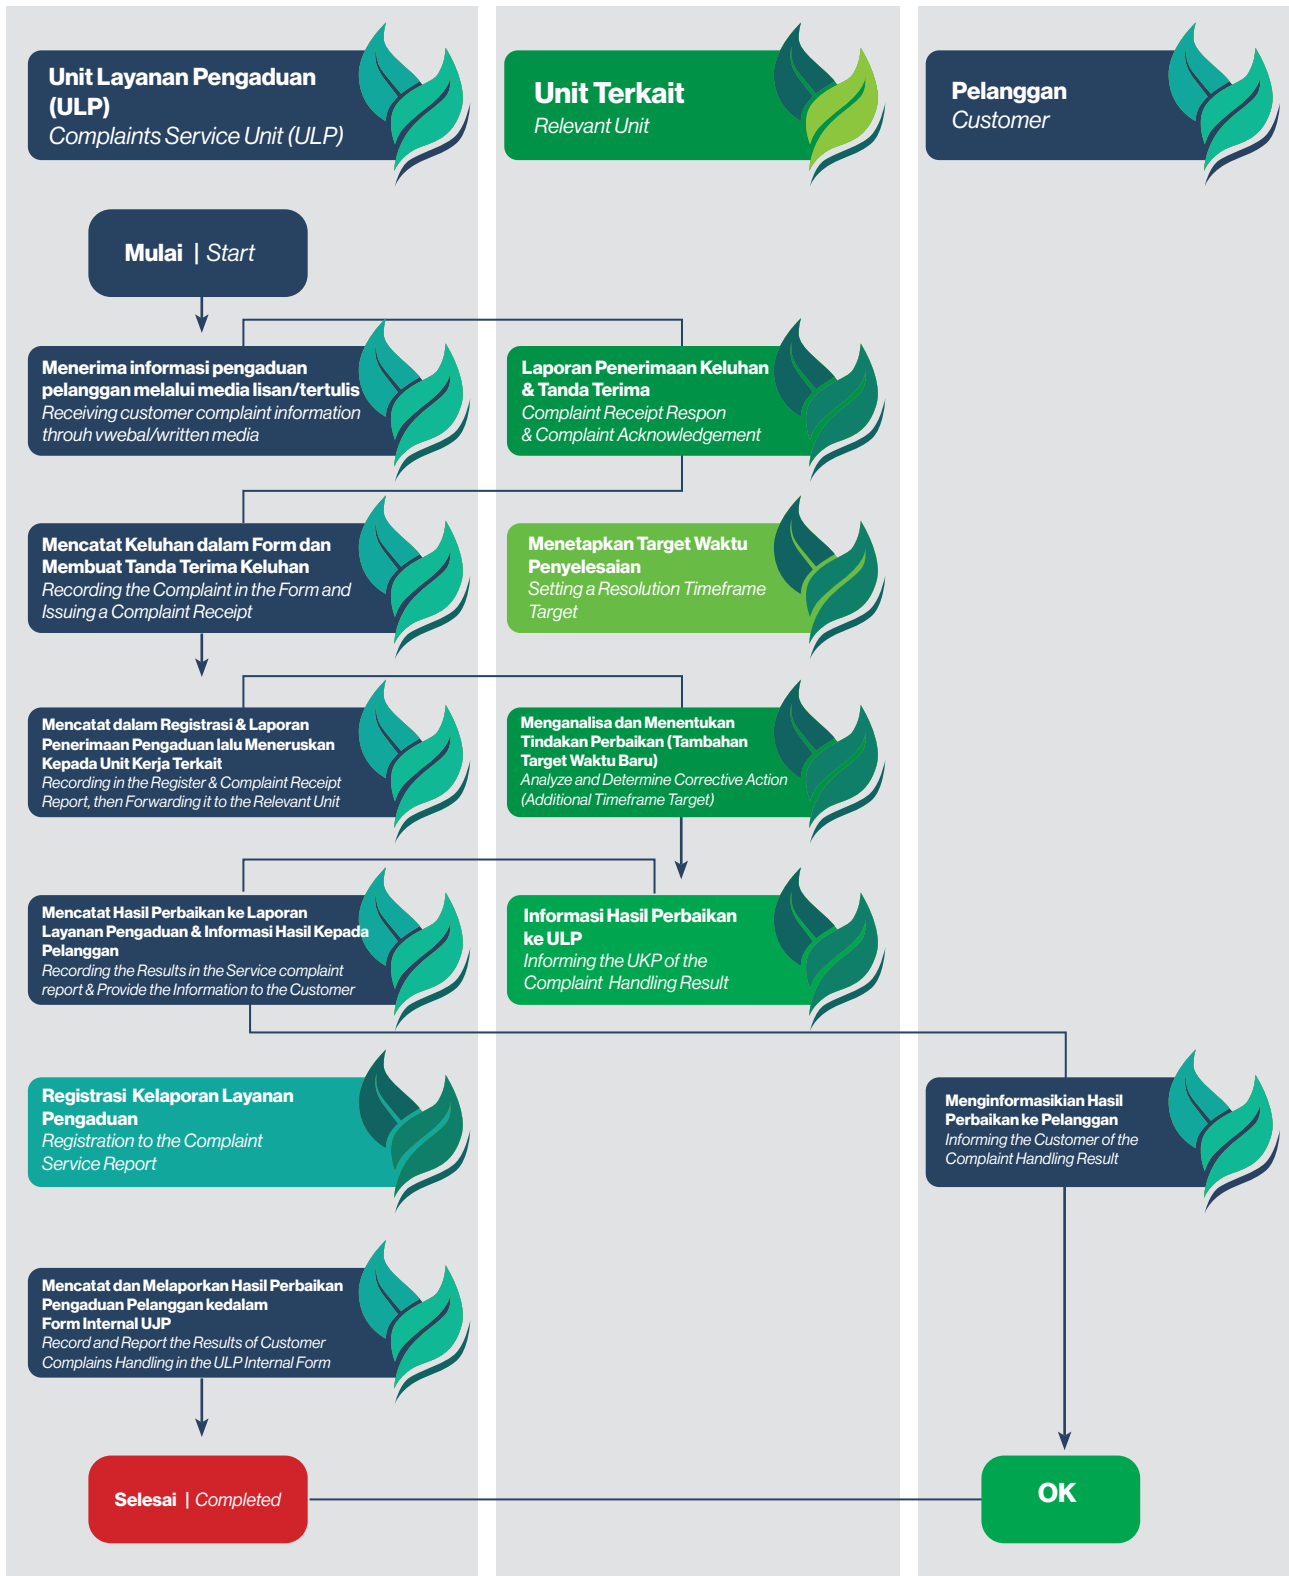 Unit Layanan Pengaduan
(ULP)
Complaints Service Unit (ULP)
Unit Terkait
Relevant Unit
Pelanggan
Customer
Mulai | Start
Menerima informasi pengaduan
pelanggan melalui media lisan/tertulis
Receiving customer complaint information
throuh vwebal/written media
Laporan Penerimaan Keluhan
& Tanda Terima
Complaint Receipt Respon
& Complaint Acknowledgement
Mencatat Keluhan dalam Form dan
Membuat Tanda Terima Keluhan
Recording the Complaint in the Form and
Issuing a Complaint Receipt
Menetapkan Target Waktu
Penyelesaian
Setting a Resolution Timeframe
Target
Mencatat dalam Registrasi & Laporan
Penerimaan Pengaduan lalu Meneruskan
Kepada Unit Kerja Terkait
Recording in the Register & Complaint Receipt
Report, then Forwarding it to the Relevant Unit
Menganalisa dan Menentukan
Tindakan Perbaikan (Tambahan
Target Waktu Baru)
Analyze and Determine Corrective Action
(Additional Timeframe Target)
Mencatat Hasil Perbaikan ke Laporan
Layanan Pengaduan & Informasi Hasil Kepada
Pelanggan
Recording the Results in the Service complaint
report & Provide the Information to the Customer
Informasi Hasil Perbaikan
ke ULP
Informing the UKP of the
Complaint Handling Result
Registrasi Kelaporan Layanan
Pengaduan
Registration to the Complaint
Service Report
Menginformasikian Hasil
Perbaikan ke Pelanggan
Informing the Customer of the
Complaint Handling Result
Mencatat dan Melaporkan Hasil Perbaikan
Pengaduan Pelanggan kedalam
Form Internal UJP
Record and Report the Results of Customer
Complains Handling in the ULP Internal Form
Selesai | Completed
OK